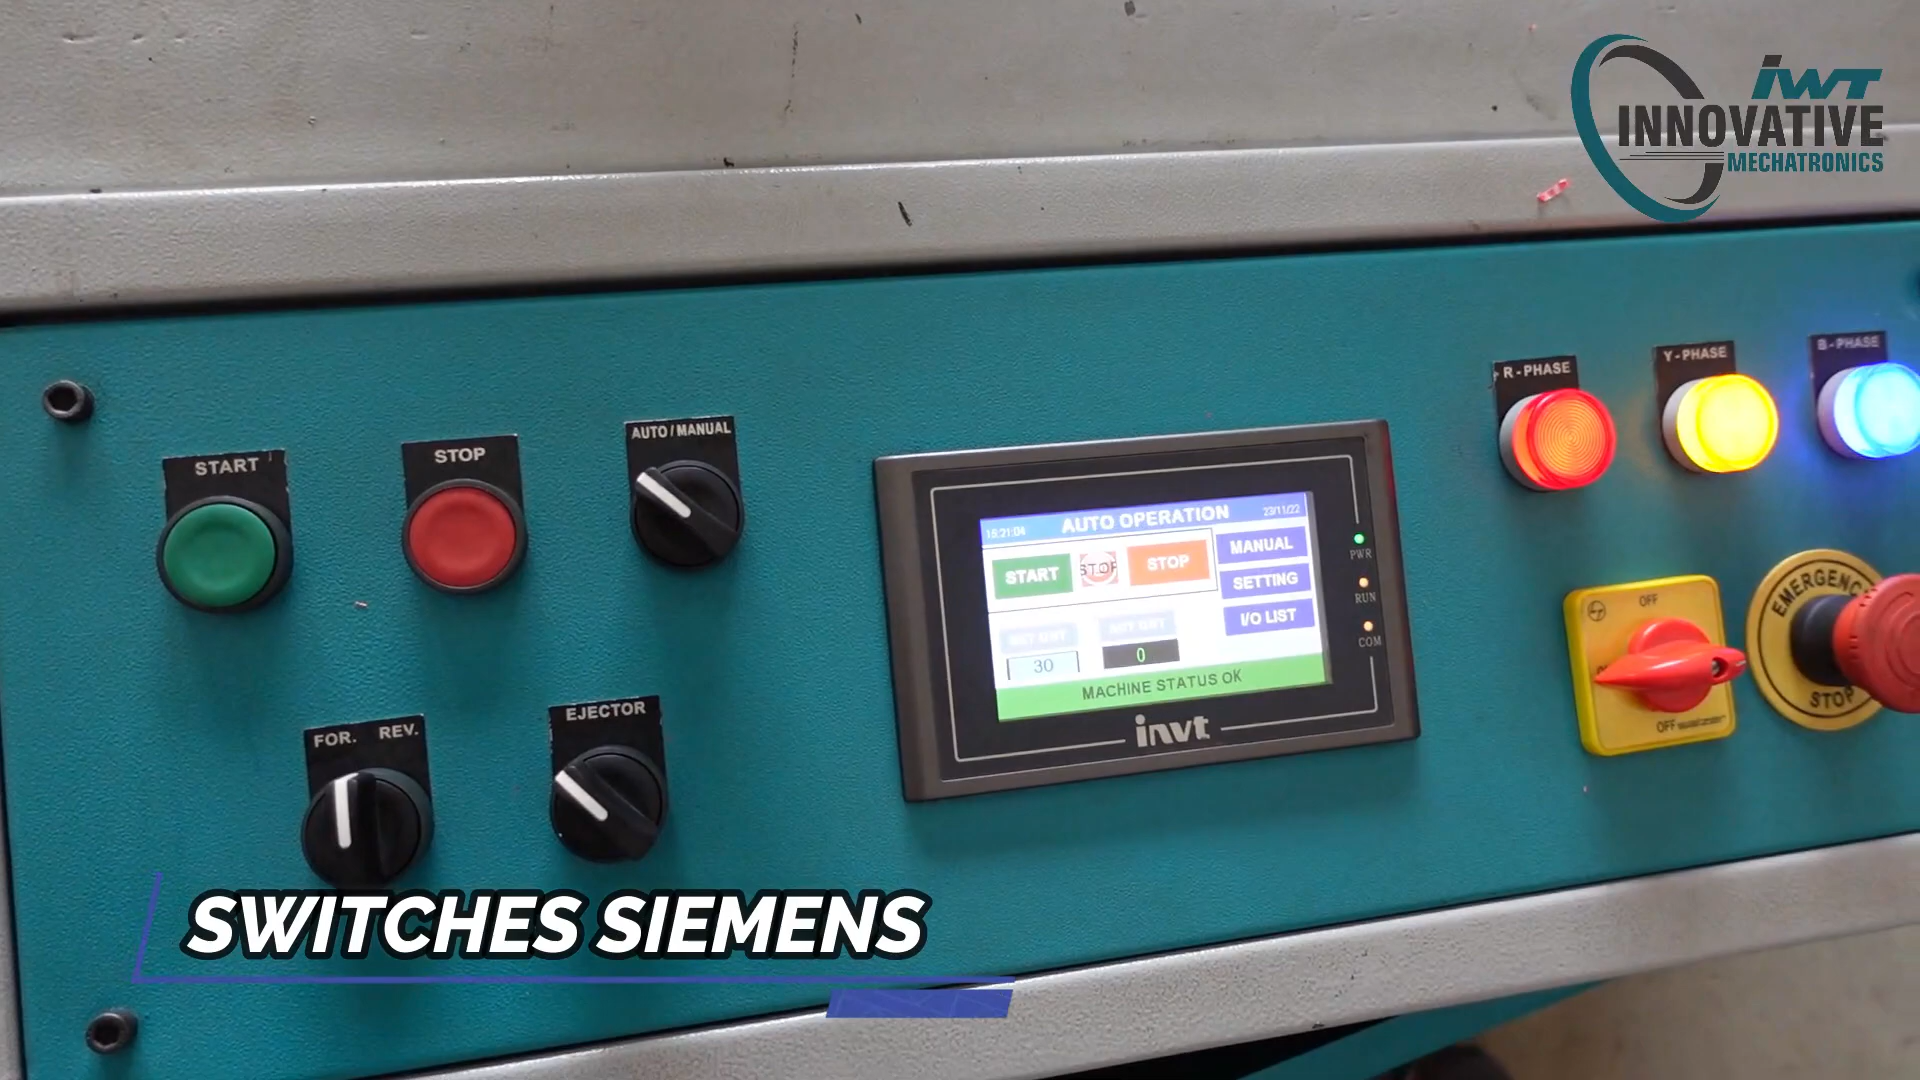 iWT
INNOVATIVE
MECHATRONICS
R-PHASE
Y-PHASE
B-PHASE
START
STOP
AUTO / MANUAL
15:21:04
AUTO OPERATION
23/11/22
START
STOP
STOP
MANUAL
SETTING
I/O LIST
30
0
MACHINE STATUS OK
invt
PWR
RUN
COM
OFF
OFF
EMERGENCY
STOP
FOR. REV.
EJECTOR
SWITCHES SIEMENS